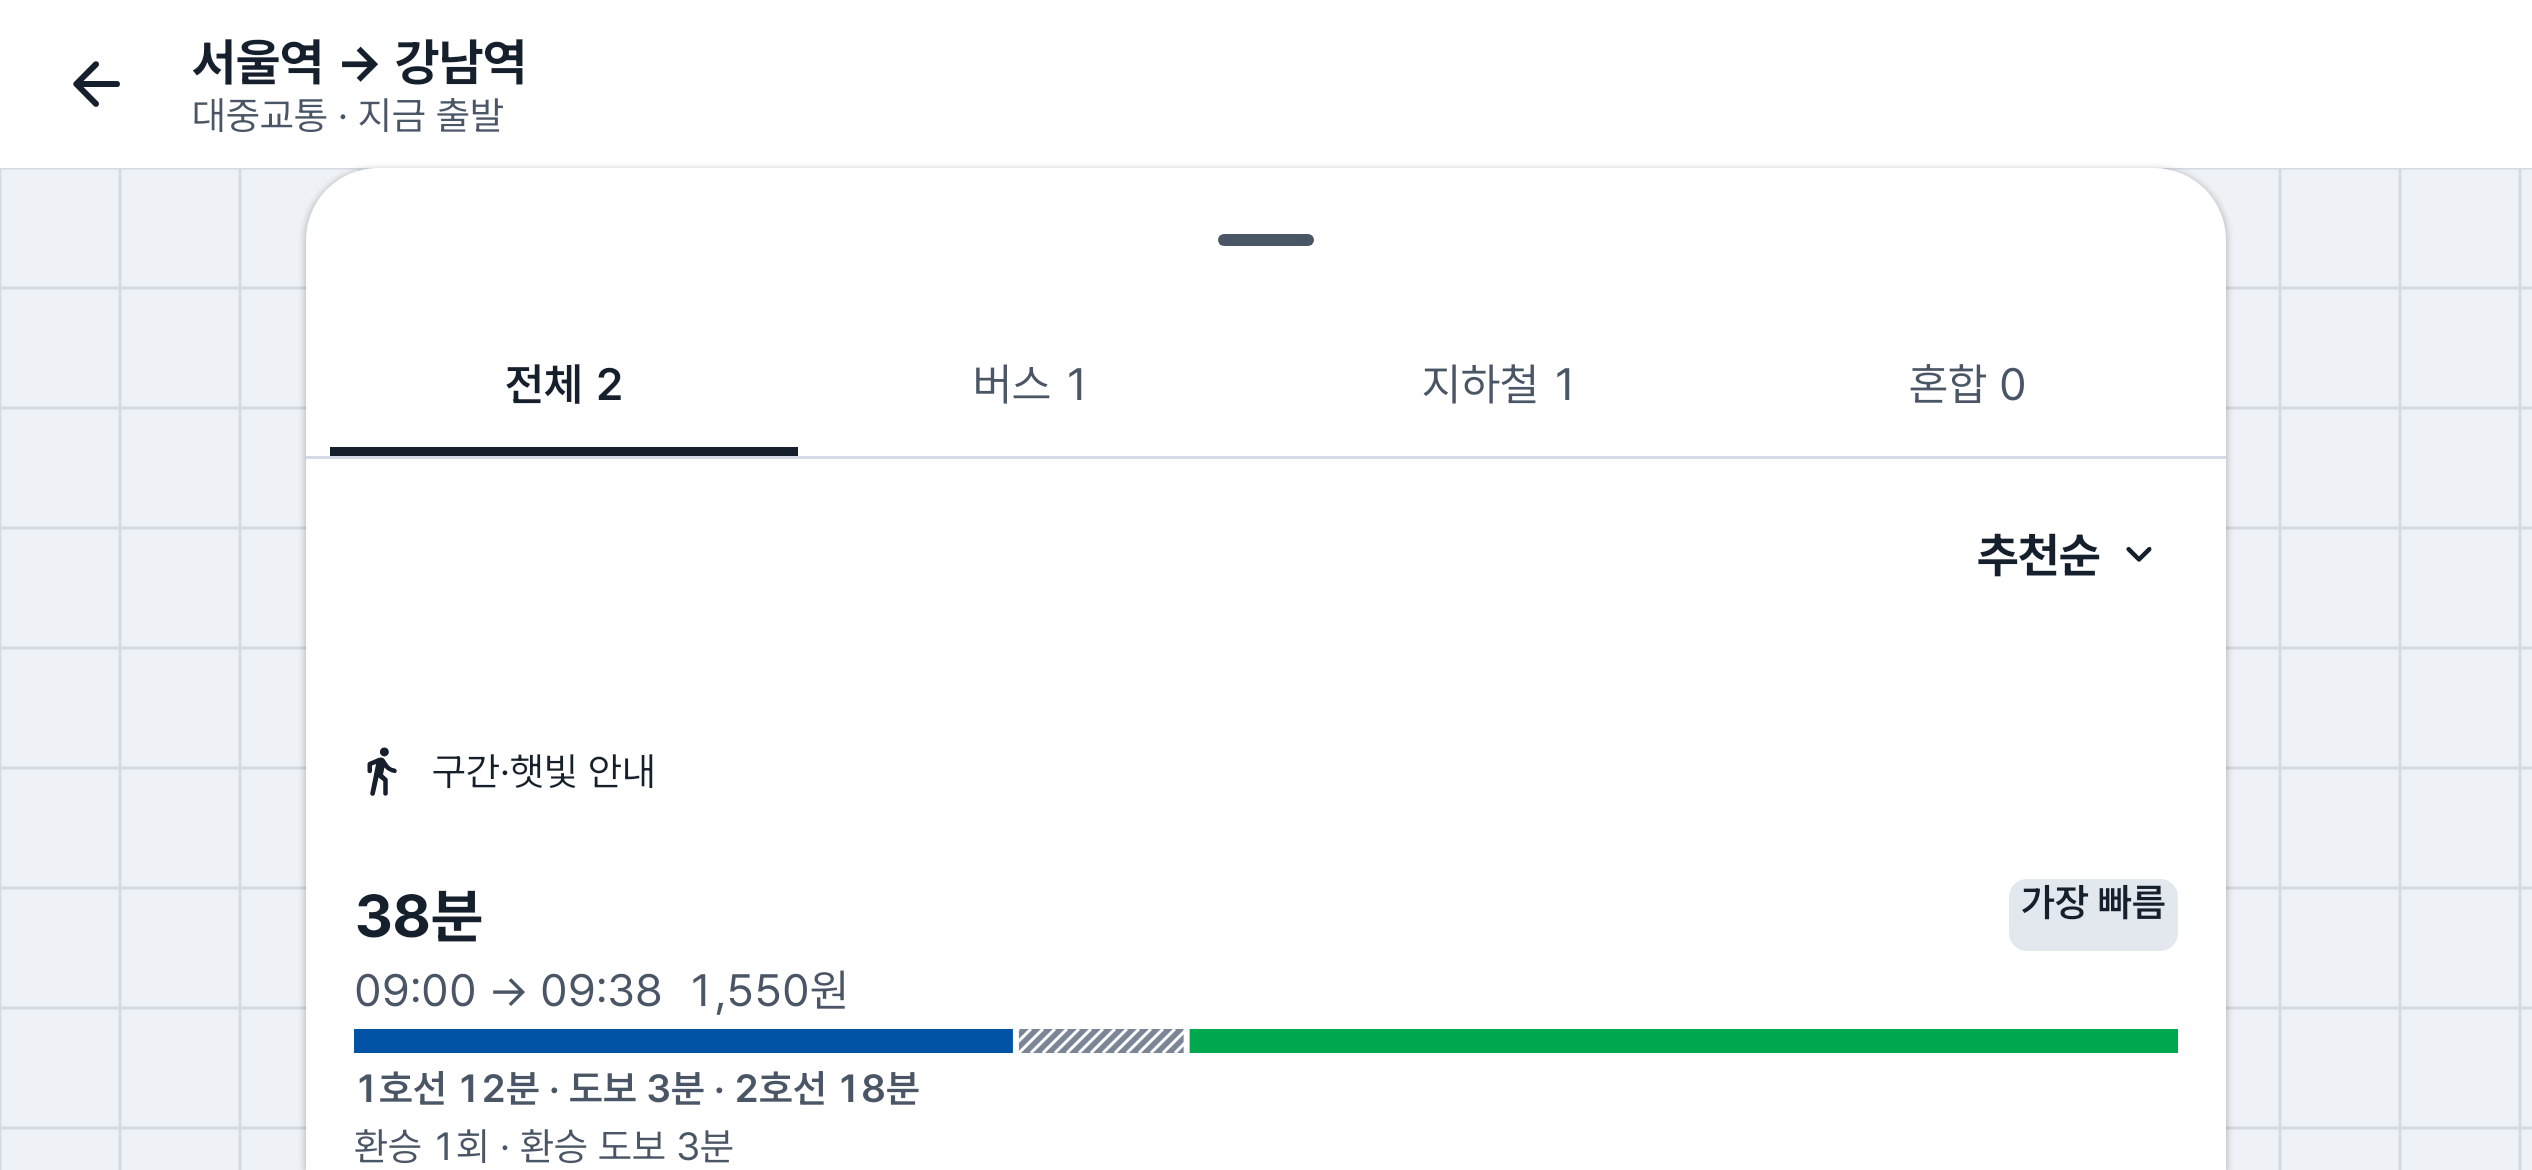 서울역 → 강남역
대중교통 · 지금 출발
전체 2
버스 1
지하철 1
혼합 0
추천순
구간·햇빛 안내
38분
가장 빠름
09:00 → 09:38 1,550원
1호선 12분 · 도보 3분 · 2호선 18분
환승 1회 · 환승 도보 3분